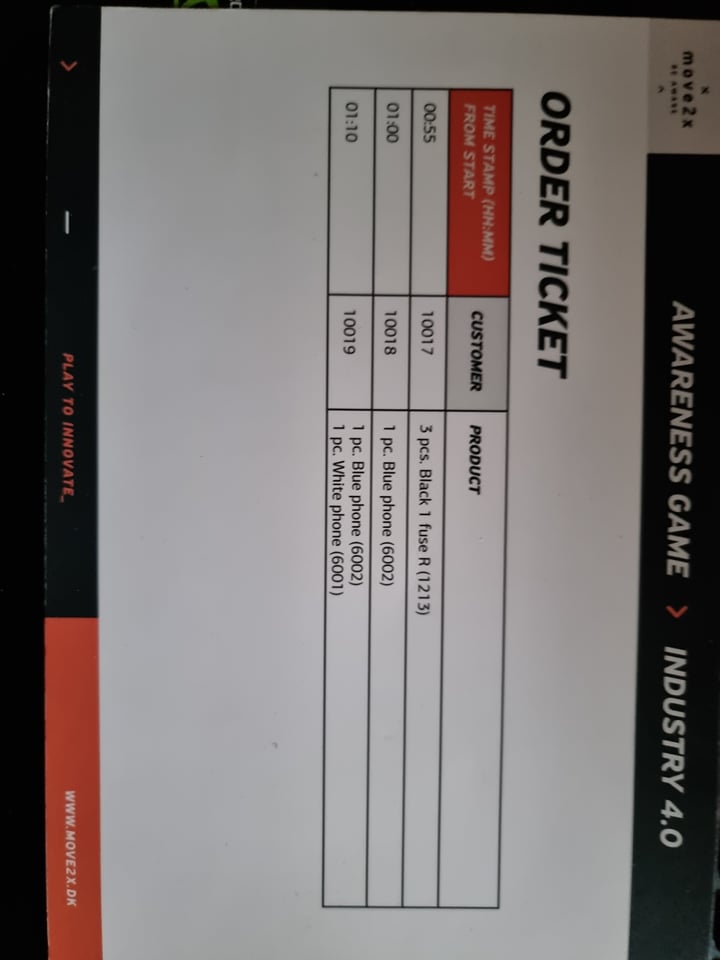 move2x
BE AWARE
AWARENESS GAME > INDUSTRY 4.0
ORDER TICKET
TIME STAMP (HH:MM) FROM START CUSTOMER PRODUCT
00:55 10017 3 pcs. Black 1 fuse R (1213)
01:00 10018 1 pc. Blue phone (6002)
01:10 10019 1 pc. Blue phone (6002)
1 pc. White phone (6001)
> — PLAY TO INNOVATE_ WWW.MOVE2X.DK